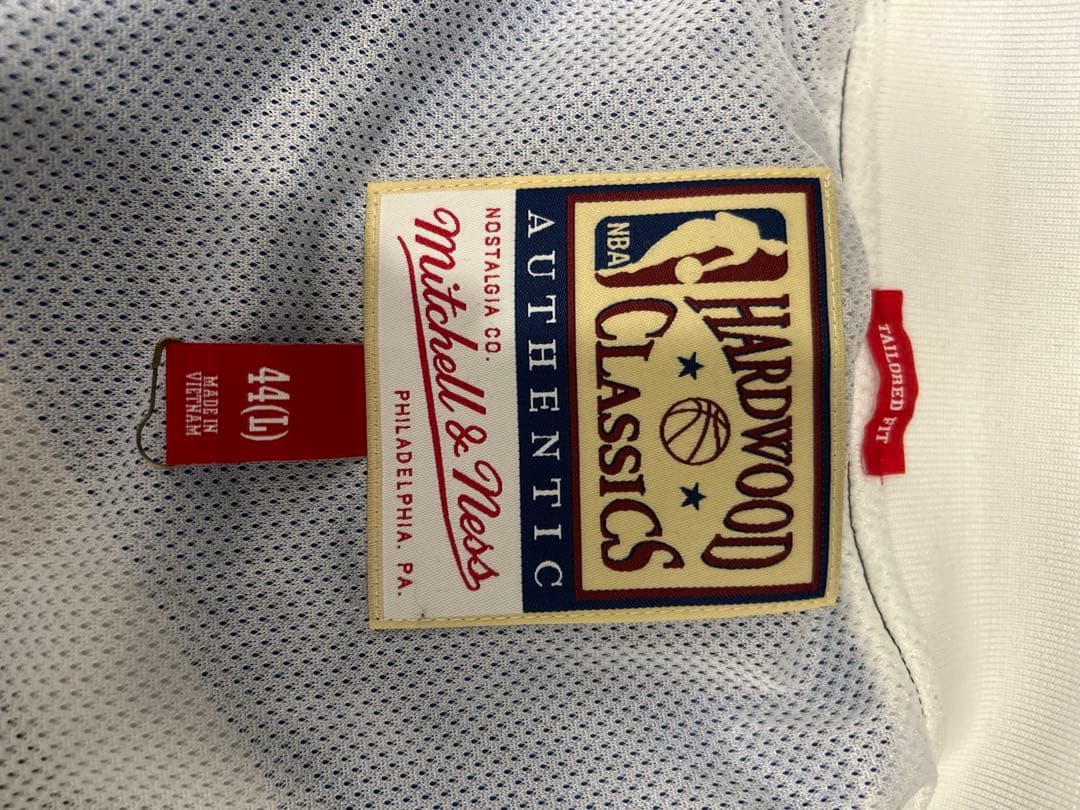 TAILORED FIT
HARDWOOD
NBA
CLASSICS
AUTHENTIC
NOSTALGIA CO.
Mitchell & Ness
PHILADELPHIA. PA.
44(L)
MADE IN
VIETNAM